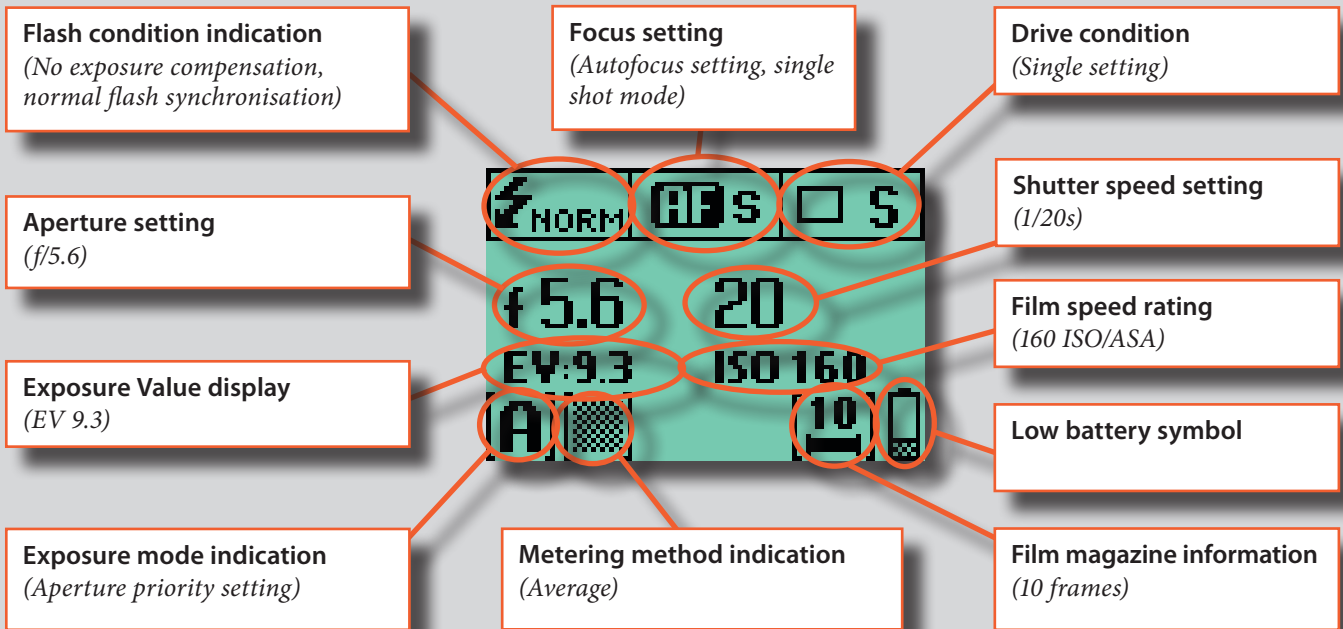 Flash condition indication
(No exposure compensation,
normal flash synchronisation)
Focus setting
(Autofocus setting, single
shot mode)
Drive condition
(Single setting)
Aperture setting
(f/5.6)
Shutter speed setting
(1/20s)
NORM AF S S
f 5.6 20
EV:9.3 ISO 160
A 10
Exposure Value display
(EV 9.3)
Film speed rating
(160 ISO/ASA)
Low battery symbol
Exposure mode indication
(Aperture priority setting)
Metering method indication
(Average)
Film magazine information
(10 frames)